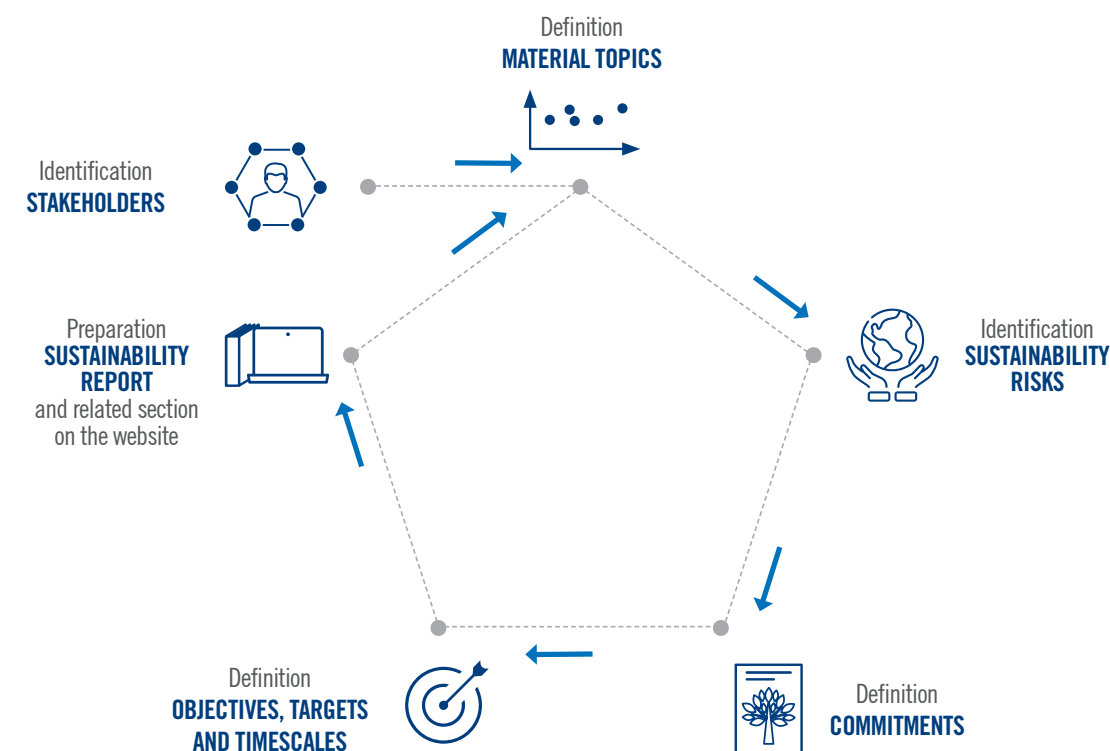 Definition
MATERIAL TOPICS
Identification
STAKEHOLDERS
Preparation
SUSTAINABILITY
REPORT
and related section
on the website
Identification
SUSTAINABILITY
RISKS
Definition
OBJECTIVES, TARGETS
AND TIMESCALES
Definition
COMMITMENTS